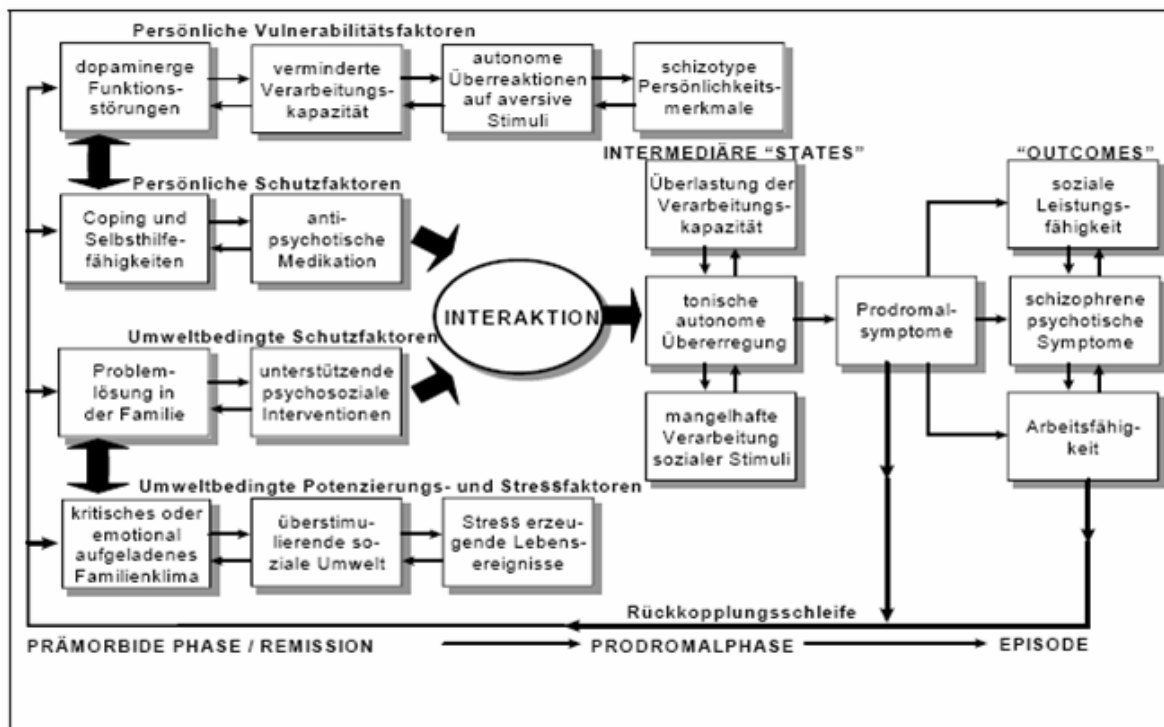 Persönliche Vulnerabilitätsfaktoren
dopaminerge
Funktions-
störungen
verminderte
Verarbeitungs-
kapazität
autonome
Überreaktionen
auf aversive
Stimuli
schizotype
Persönlichkeits-
merkmale
Persönliche Schutzfaktoren
Coping und
Selbsthilfe-
fähigkeiten
anti-
psychotische
Medikation
Umweltbedingte Schutzfaktoren
Problem-
lösung in
der Familie
unterstützende
psychosoziale
Interventionen
Umweltbedingte Potenzierungs- und Stressfaktoren
kritisches oder
emotional
aufgeladenes
Familienklima
überstimu-
lierende so-
ziale Umwelt
Stress erzeu-
gende Lebens-
ereignisse
INTERAKTION
INTERMEDIÄRE "STATES"
Überlastung der
Verarbeitungs-
kapazität
tonische
autonome
Übererregung
mangelhafte
Verarbeitung
sozialer Stimuli
Prodromal-
symptome
"OUTCOMES"
soziale
Leistungs-
fähigkeit
schizophrene
psychotische
Symptome
Arbeitsfähig-
keit
Rückkopplungsschleife
PRÄMORBIDE PHASE / REMISSION
PRODROMALPHASE
EPISODE